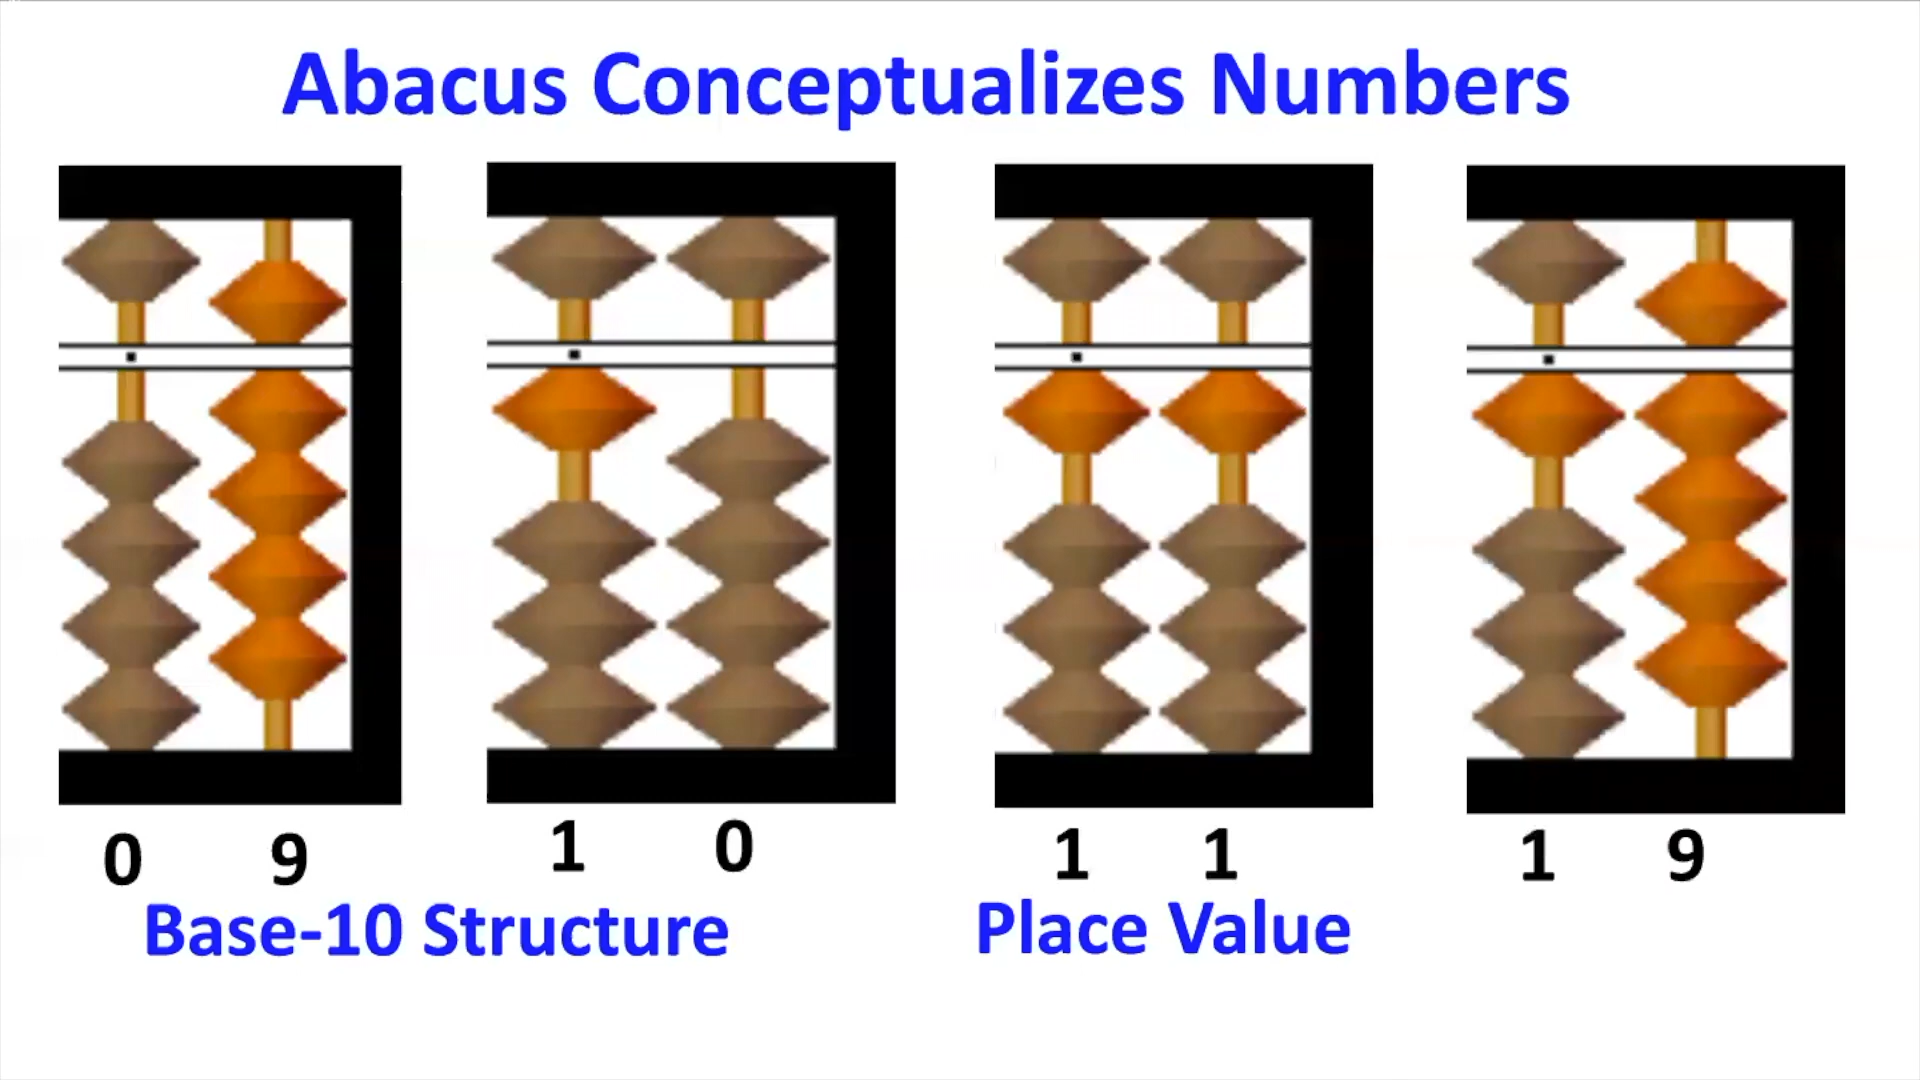 Abacus Conceptualizes Numbers
0 9 1 0 1 1 1 9
Base-10 Structure Place Value